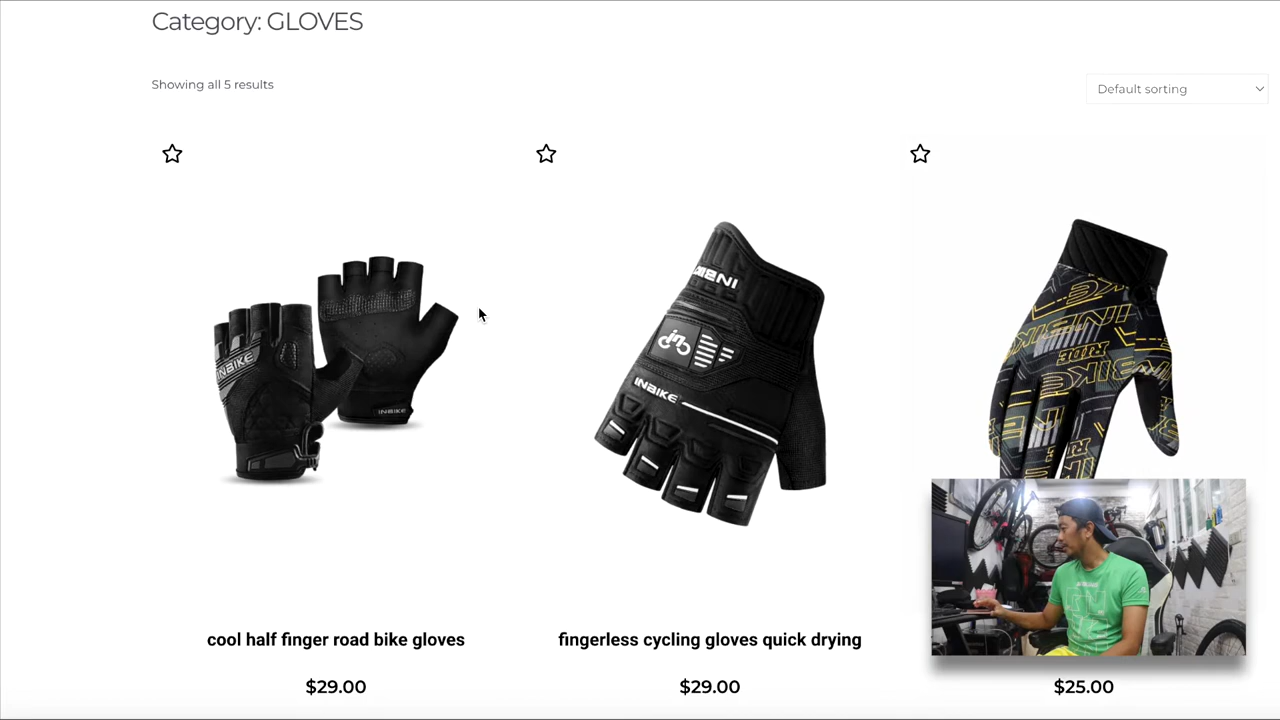 Category: GLOVES
Showing all 5 results
Default sorting
INBIKE
INBIKE
INBIKE
RIDE
cool half finger road bike gloves
fingerless cycling gloves quick drying
$29.00
$29.00
$25.00